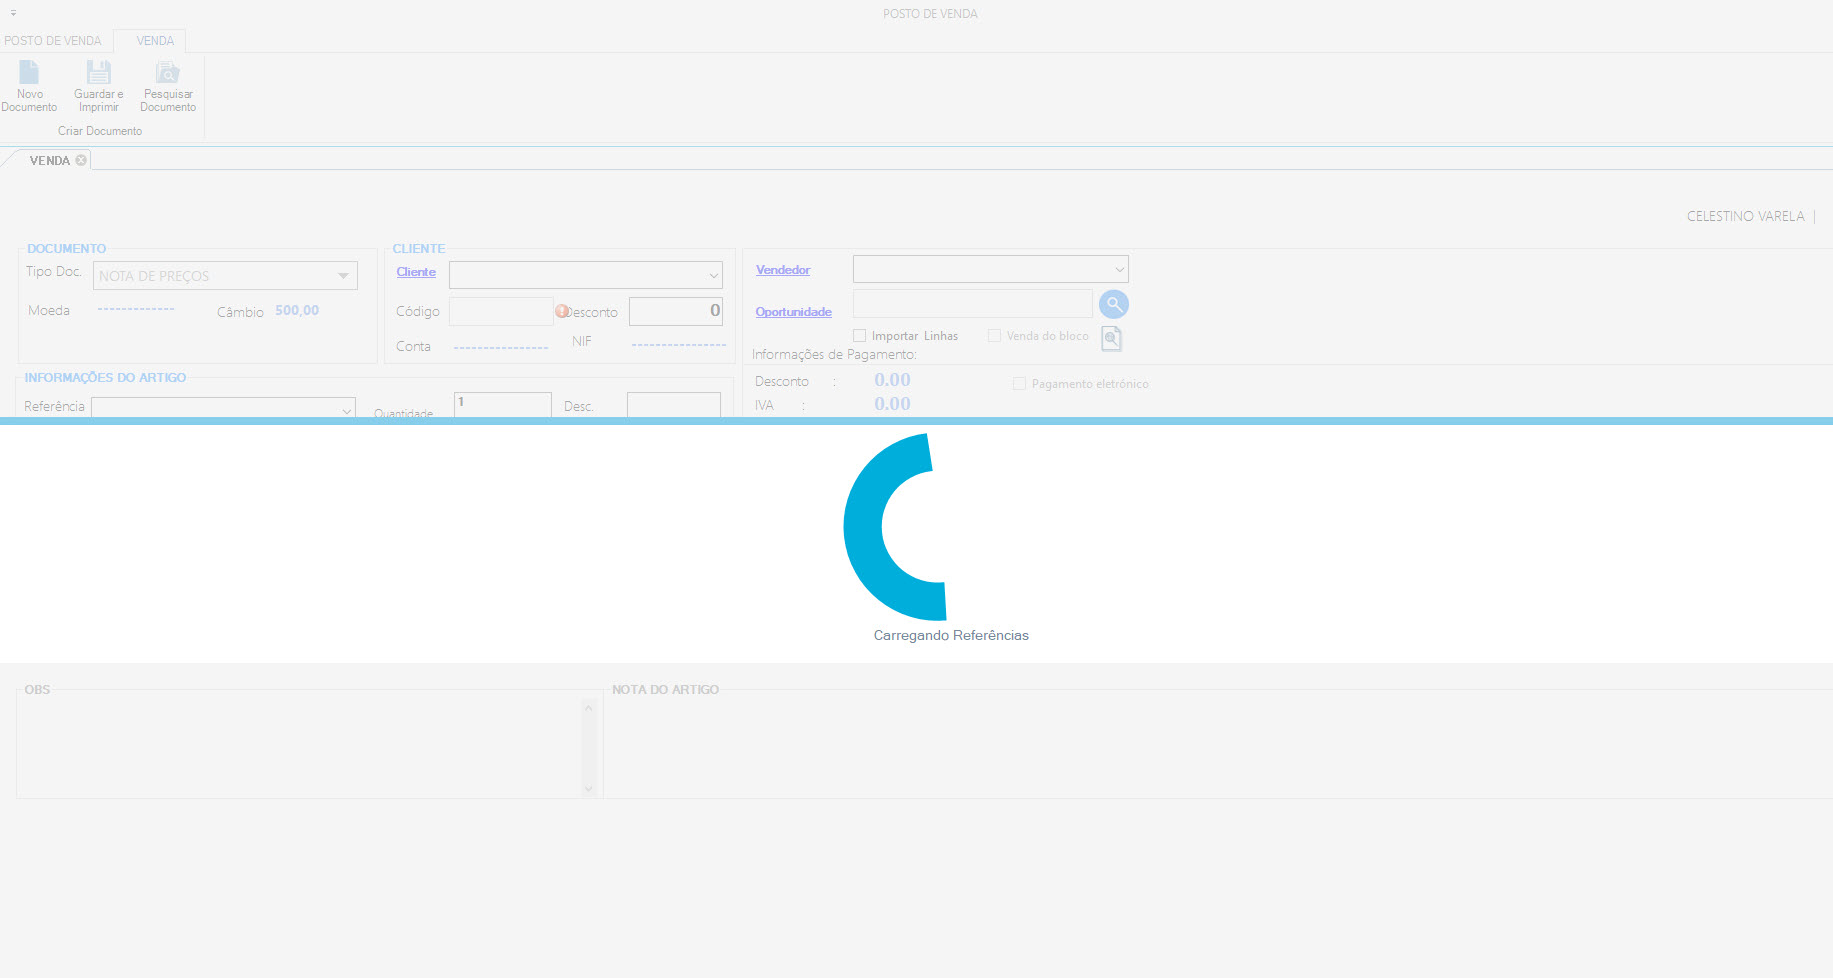 POSTO DE VENDA
POSTO DE VENDA VENDA
Novo Documento
Guardar e Imprimir
Pesquisar Documento
Criar Documento
VENDA
CELESTINO VARELA |
DOCUMENTO
Tipo Doc. NOTA DE PREÇOS
Moeda -------------- Câmbio 500,00
CLIENTE
Cliente
Código Desconto 0
Conta ---------------- NIF ----------------
Vendedor
Oportunidade
Importar Linhas Venda do bloco
Informações de Pagamento:
Desconto : 0.00 Pagamento eletrónico
IVA : 0.00
INFORMAÇÕES DO ARTIGO
Referência Quantidade 1 Desc.
Carregando Referências
OBS
NOTA DO ARTIGO